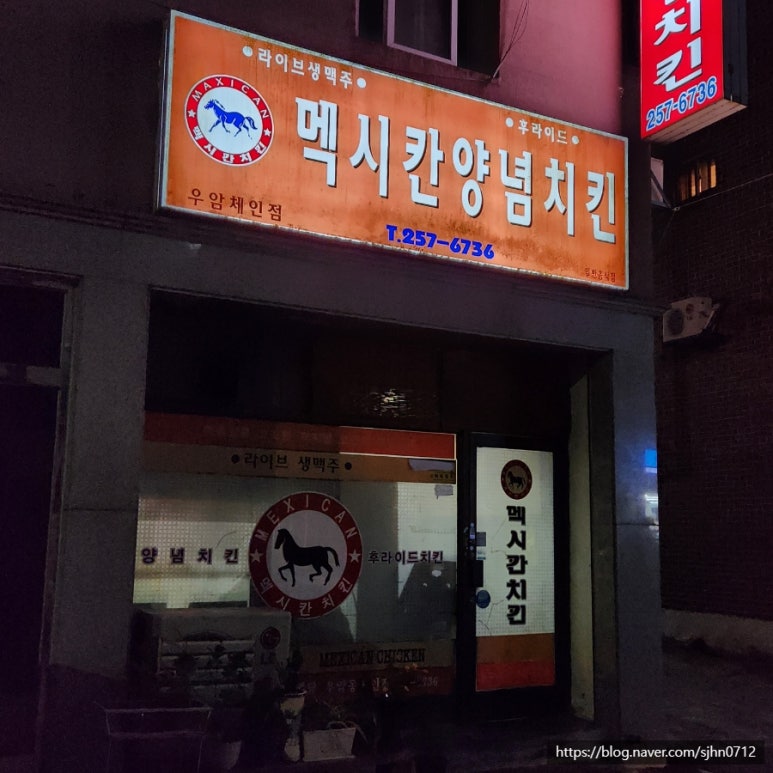 ●라이브생맥주●
●후라이드●
MAXICAN
멕시칸치킨
멕시칸양념치킨
우암체인점
T.257-6736
치킨
257-6736
●라이브 생맥주●
MEXICAN
멕시칸치킨
양념치킨
후라이드치킨
멕시칸치킨
LG
MEXICAN CHICKEN
https://blog.naver.com/sjhn0712